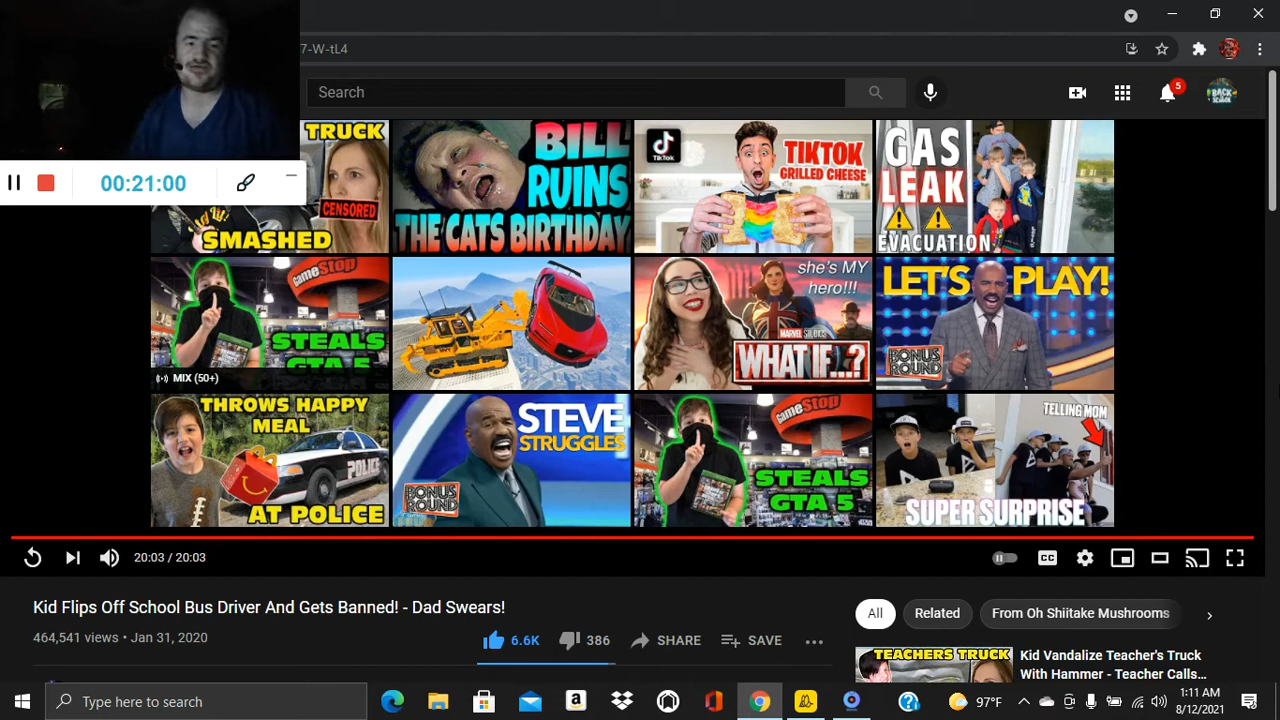 7-W-tL4
Search
5
BACK
SCHOOL
TRUCK
CENSORED
SMASHED
BILL
RUINS
THE CATS BIRTHDAY
TikTok
TIKTOK
GRILLED CHEESE
GAS
LEAK
EVACUATION
00:21:00
GameStop
STEALS
GTA 5
MIX (50+)
she's MY
hero!!!
MARVEL STUDIOS
WHAT IF...?
LET'S PLAY!
BONUS
ROUND
THROWS HAPPY
MEAL
POLICE
AT POLICE
STEVE
STRUGGLES
BONUS
ROUND
GameStop
STEALS
GTA 5
TELLING MOM
SUPER SURPRISE
20:03 / 20:03
CC
Kid Flips Off School Bus Driver And Gets Banned! - Dad Swears!
464,541 views • Jan 31, 2020
6.6K
386
SHARE
SAVE
All
Related
From Oh Shiitake Mushrooms
TEACHERS TRUCK
Kid Vandalize Teacher's Truck
With Hammer - Teacher Calls...
Type here to search
97°F
1:11 AM
8/12/2021